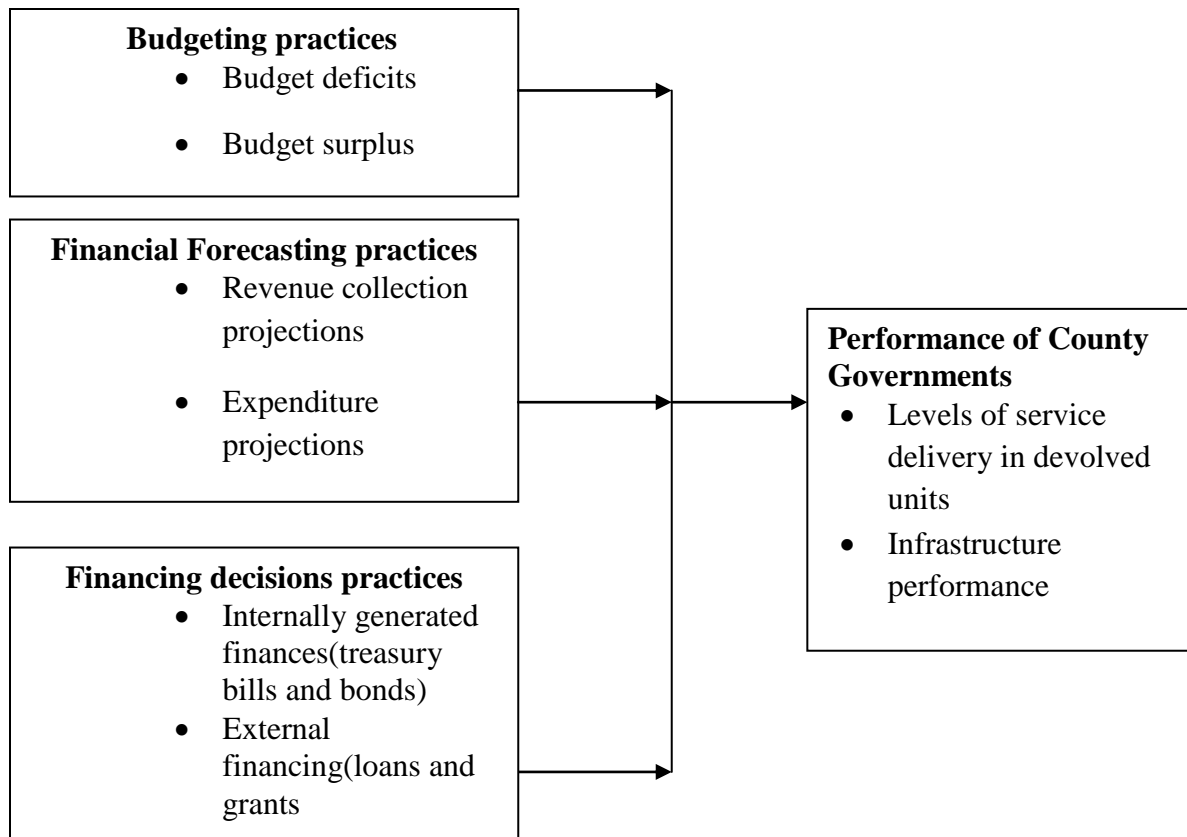 Budgeting practices
• Budget deficits
• Budget surplus
Financial Forecasting practices
• Revenue collection
projections
• Expenditure
projections
Financing decisions practices
• Internally generated
finances(treasury
bills and bonds)
• External
financing(loans and
grants
Performance of County
Governments
• Levels of service
delivery in devolved
units
• Infrastructure
performance